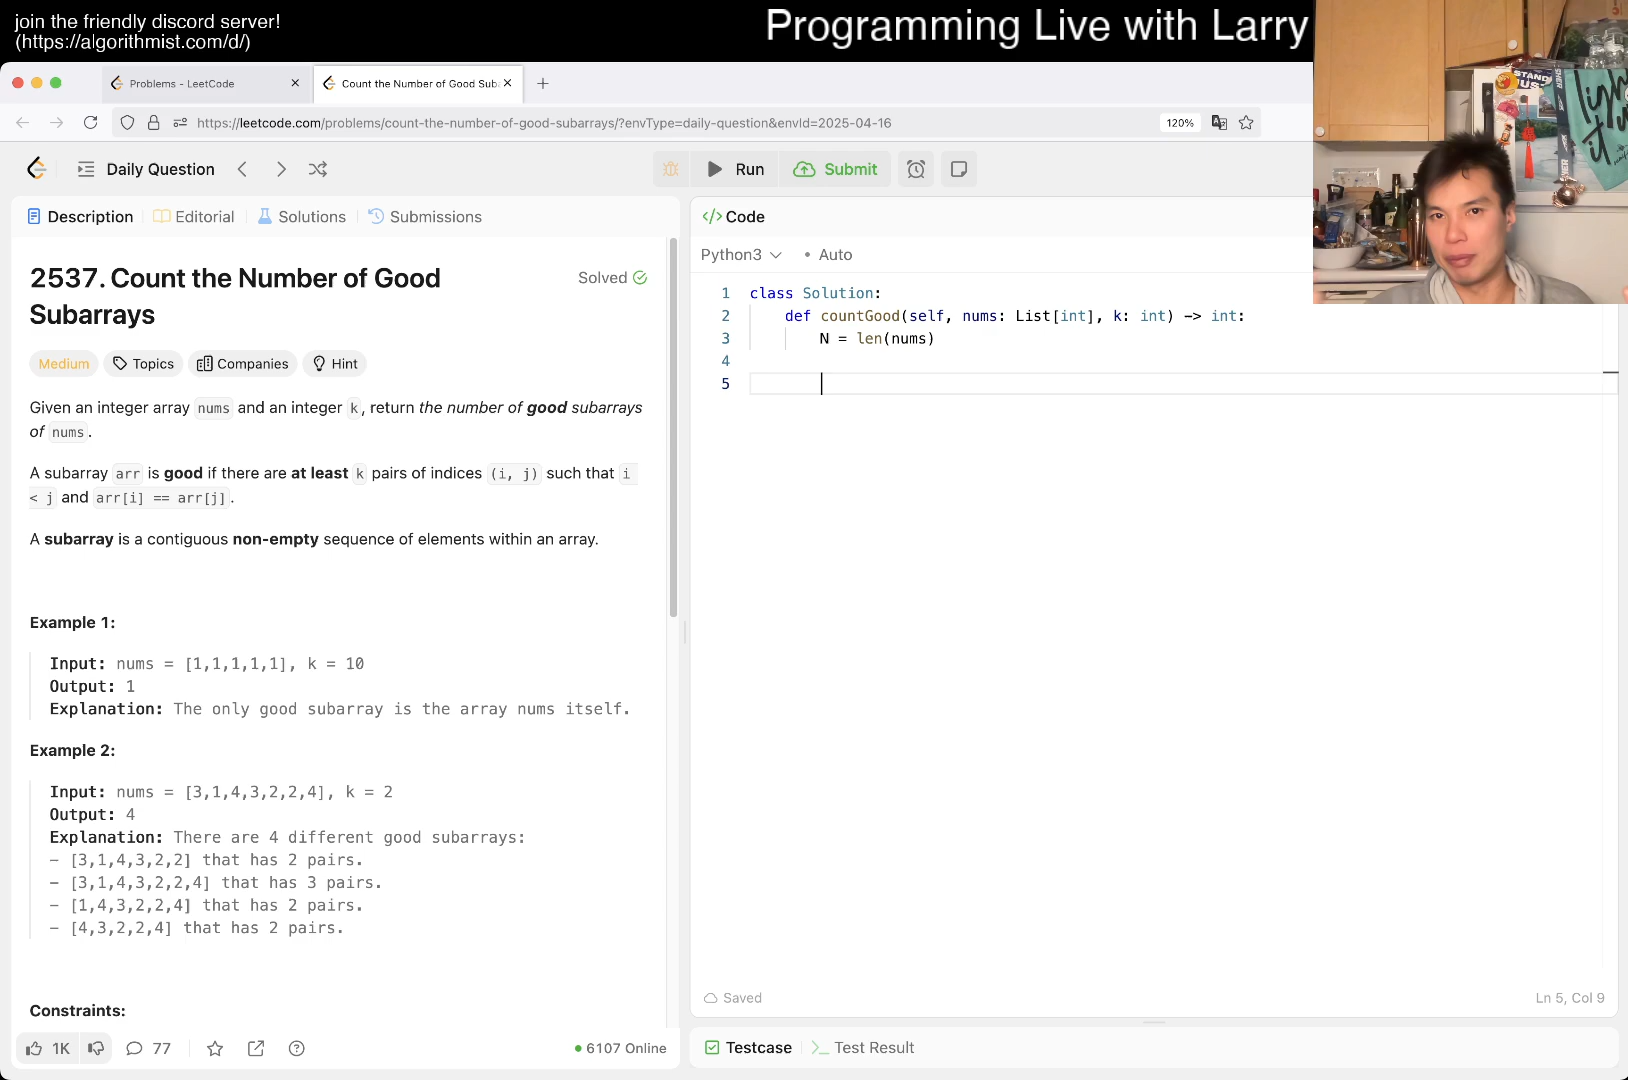 join the friendly discord server!
(https://algorithmist.com/d/)
Programming Live with Larry
Problems - LeetCode
Count the Number of Good Sub
https://leetcode.com/problems/count-the-number-of-good-subarrays/?envType=daily-question&envId=2025-04-16
120%
Daily Question
Run
Submit
Description
Editorial
Solutions
Submissions
2537. Count the Number of Good
Subarrays
Solved
Medium
Topics
Companies
Hint
Given an integer array nums and an integer k, return the number of good subarrays
of nums.
A subarray arr is good if there are at least k pairs of indices (i, j) such that i
< j and arr[i] == arr[j].
A subarray is a contiguous non-empty sequence of elements within an array.
Example 1:
Input: nums = [1,1,1,1,1], k = 10
Output: 1
Explanation: The only good subarray is the array nums itself.
Example 2:
Input: nums = [3,1,4,3,2,2,4], k = 2
Output: 4
Explanation: There are 4 different good subarrays:
- [3,1,4,3,2,2] that has 2 pairs.
- [3,1,4,3,2,2,4] that has 3 pairs.
- [1,4,3,2,2,4] that has 2 pairs.
- [4,3,2,2,4] that has 2 pairs.
Constraints:
1K
77
6107 Online
</> Code
Python3
• Auto
1 class Solution:
2 def countGood(self, nums: List[int], k: int) -> int:
3 N = len(nums)
4
5
Saved
Ln 5, Col 9
Testcase
Test Result
STAND